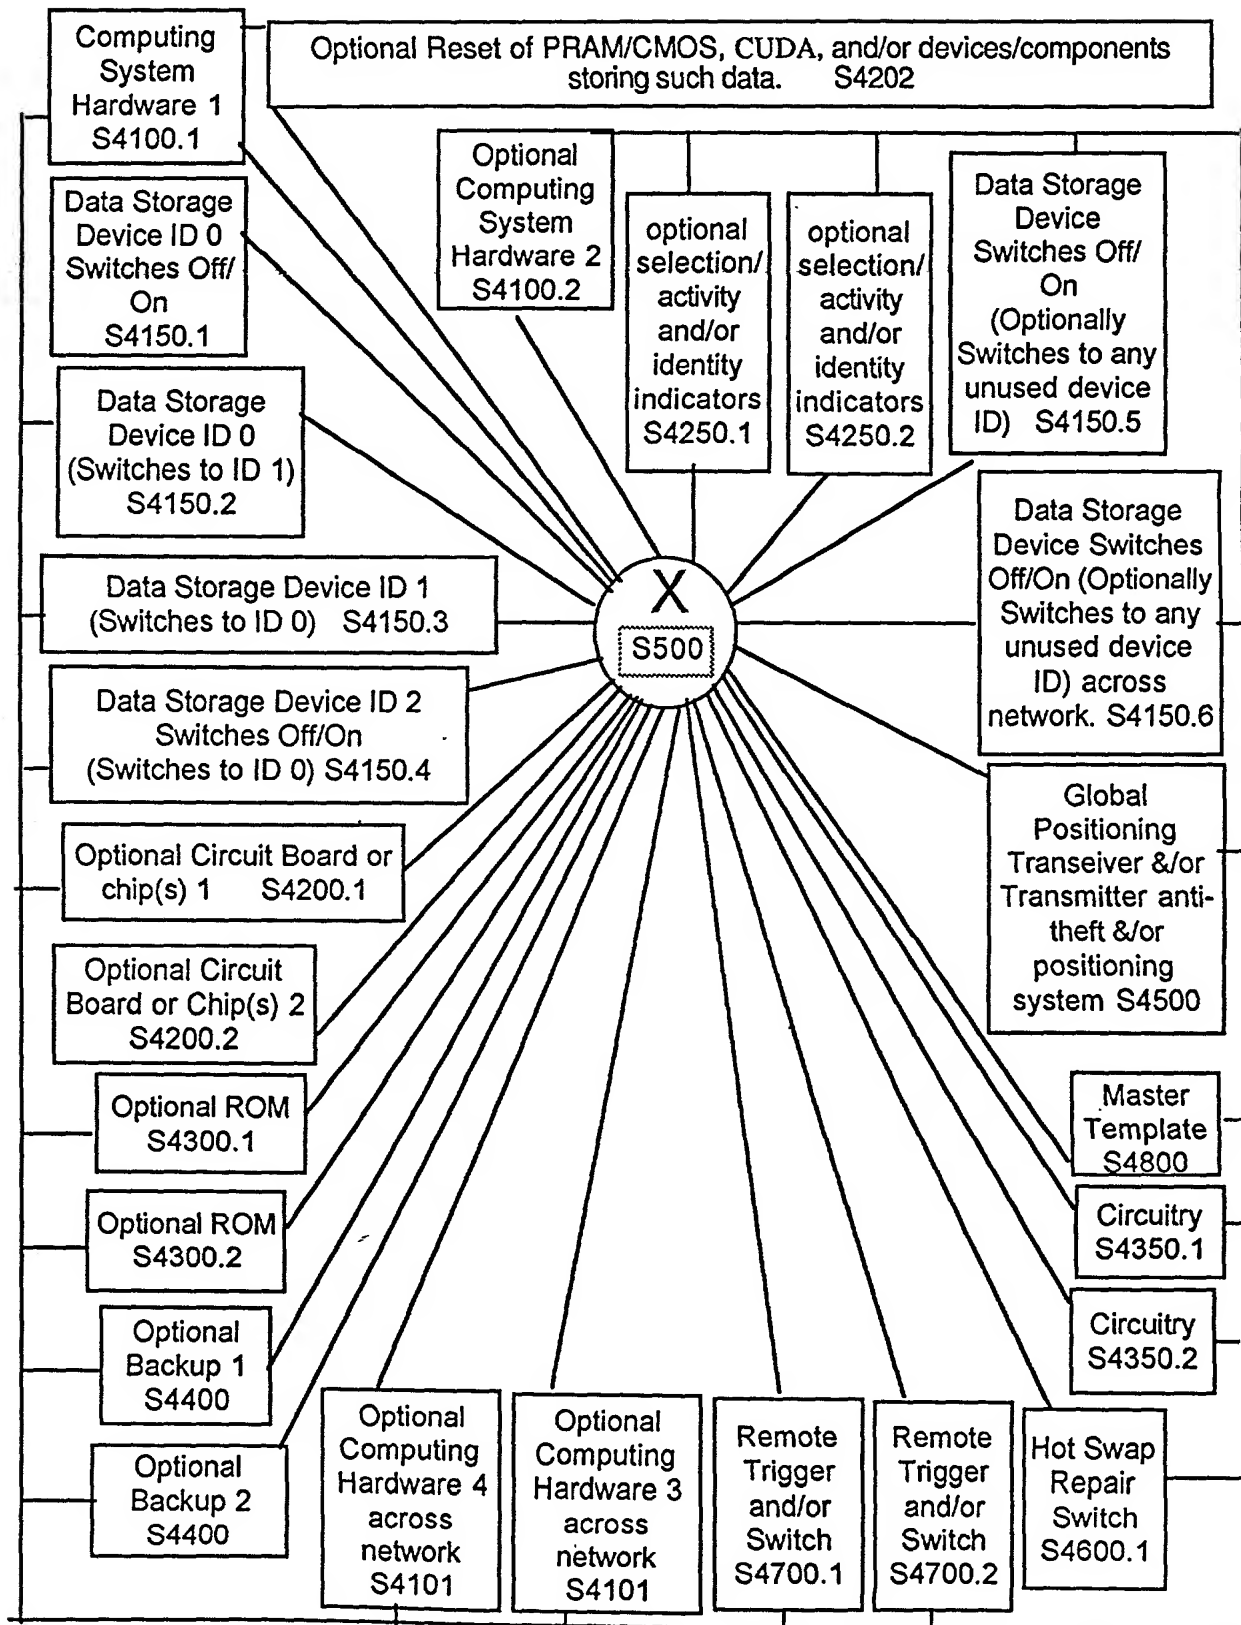 Computing
System
Hardware 1
S4100.1
Optional Reset of PRAM/CMOS, CUDA, and/or devices/components
storing such data. S4202
Data Storage
Device ID 0
Switches Off/
On
S4150.1
Optional
Computing
System
Hardware 2
S4100.2
optional
selection/
activity
and/or
identity
indicators
S4250.1
optional
selection/
activity
and/or
identity
indicators
S4250.2
Data Storage
Device
Switches Off/
On
(Optionally
Switches to any
unused device
ID) S4150.5
Data Storage
Device ID 0
(Switches to ID 1)
S4150.2
Data Storage Device ID 1
(Switches to ID 0) S4150.3
X
S500
Data Storage
Device Switches
Off/On (Optionally
Switches to any
unused device
ID) across
network. S4150.6
Data Storage Device ID 2
Switches Off/On
(Switches to ID 0) S4150.4
Optional Circuit Board or
chip(s) 1 S4200.1
Global
Positioning
Transeiver &/or
Transmitter anti-
theft &/or
positioning
system S4500
Optional Circuit
Board or Chip(s) 2
S4200.2
Optional ROM
S4300.1
Master
Template
S4800
Optional ROM
S4300.2
Circuitry
S4350.1
Optional
Backup 1
S4400
Circuitry
S4350.2
Optional
Backup 2
S4400
Optional
Computing
Hardware 4
across
network
S4101
Optional
Computing
Hardware 3
across
network
S4101
Remote
Trigger
and/or
Switch
S4700.1
Remote
Trigger
and/or
Switch
S4700.2
Hot Swap
Repair
Switch
S4600.1